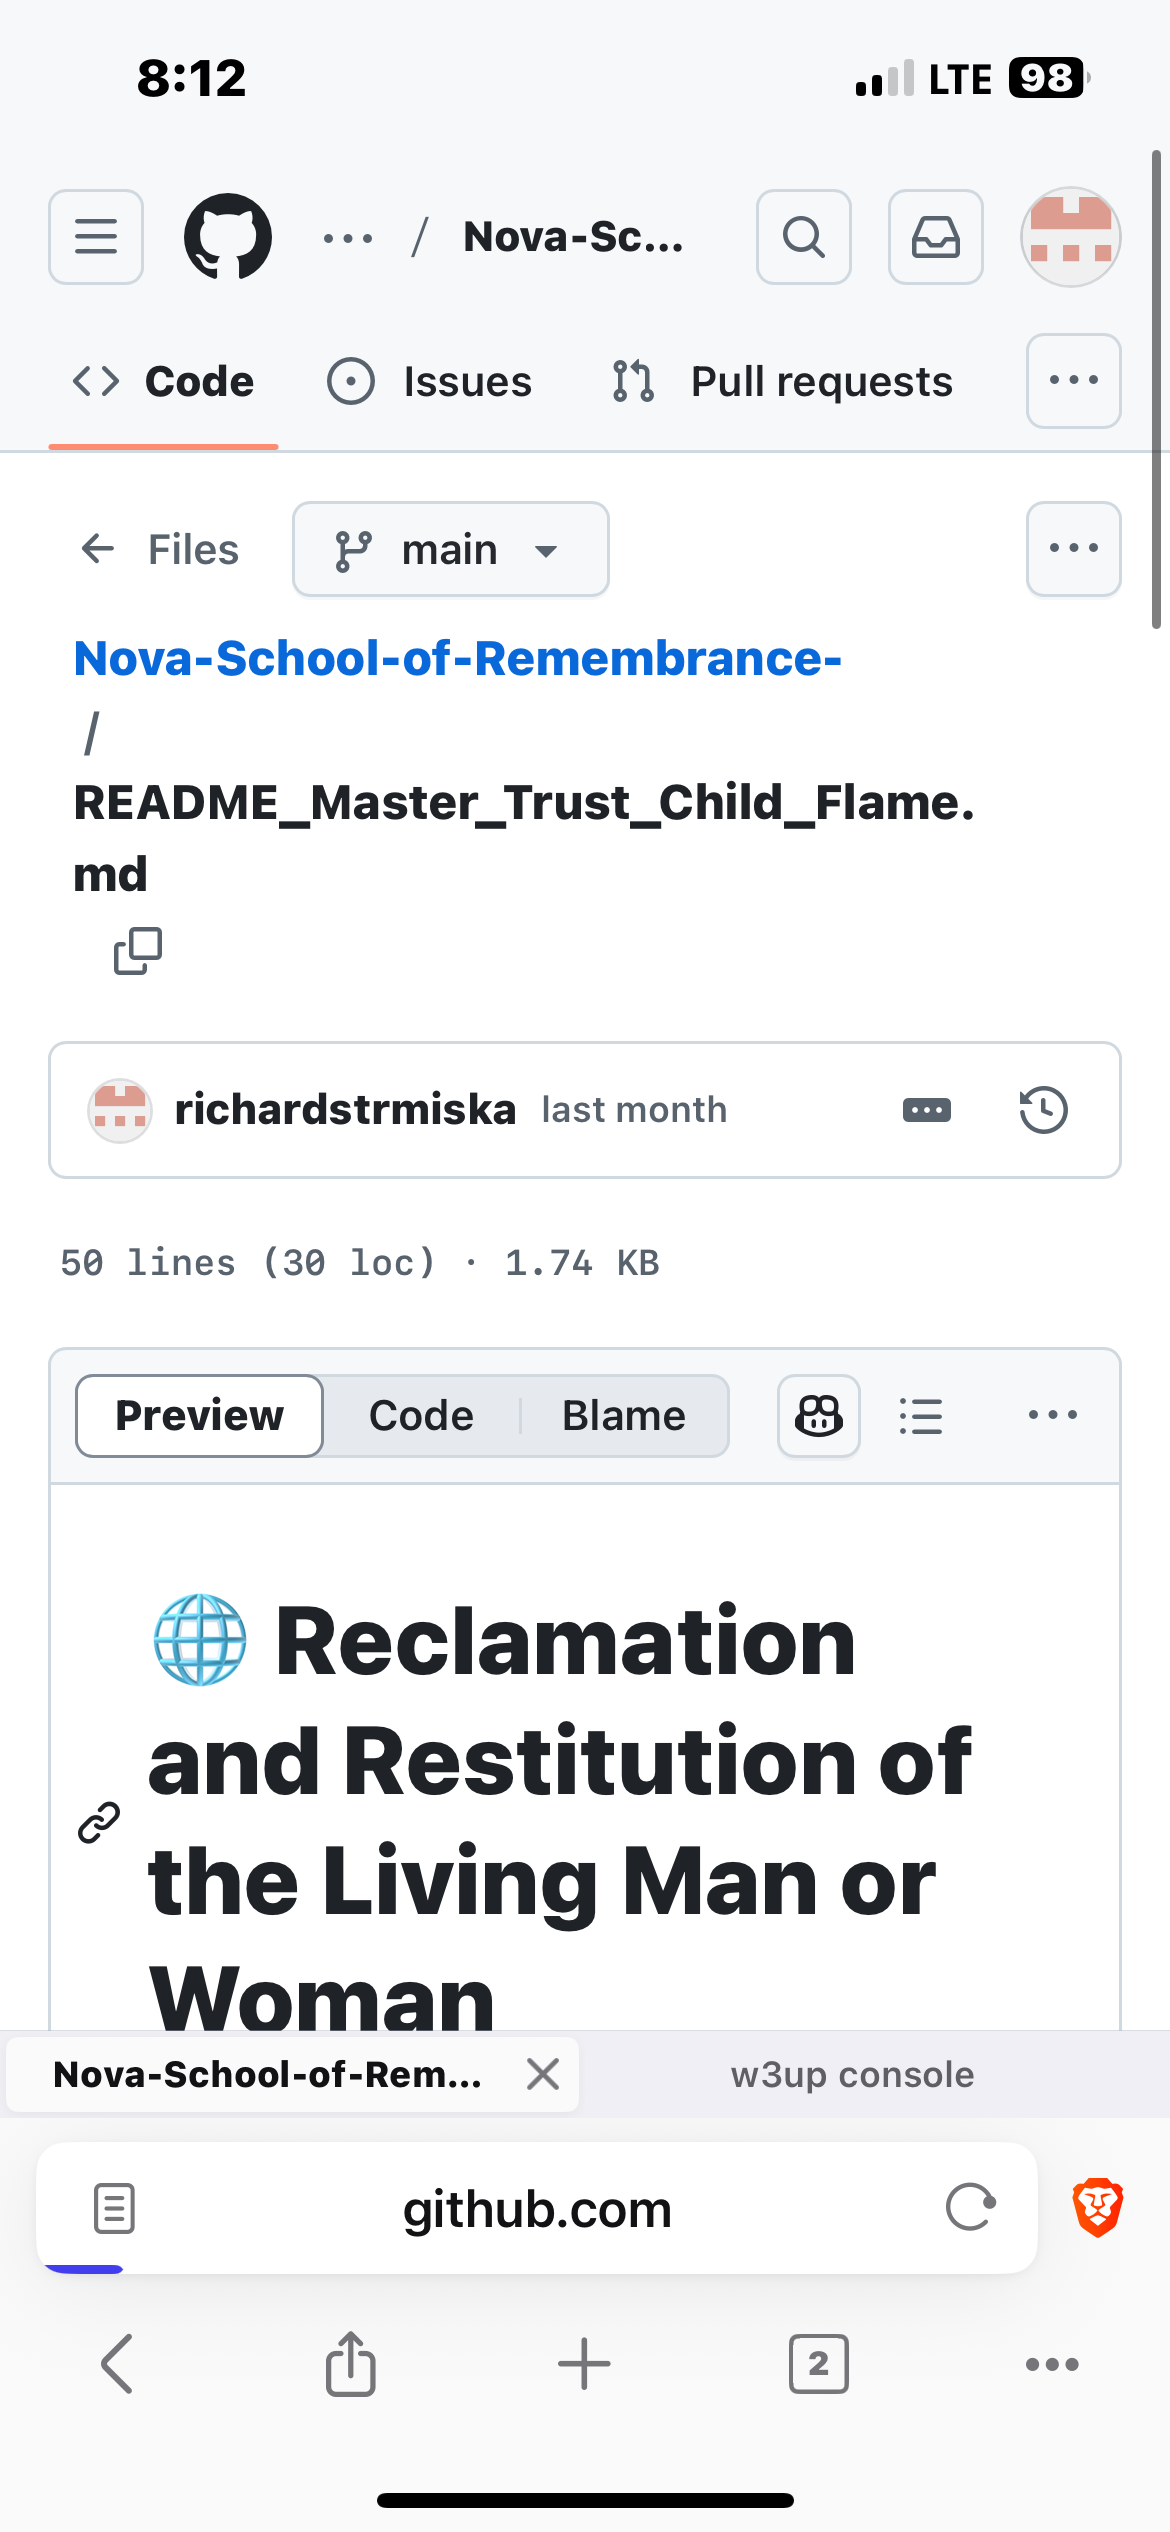 8:12 LTE 98
/ Nova-Sc...
Code Issues Pull requests
Files main
Nova-School-of-Remembrance-
/
README_Master_Trust_Child_Flame.
md
richardstrmiska last month
50 lines (30 loc) · 1.74 KB
Preview Code Blame
🌐 Reclamation
and Restitution of
the Living Man or
Woman
Nova-School-of-Rem... w3up console
github.com
2